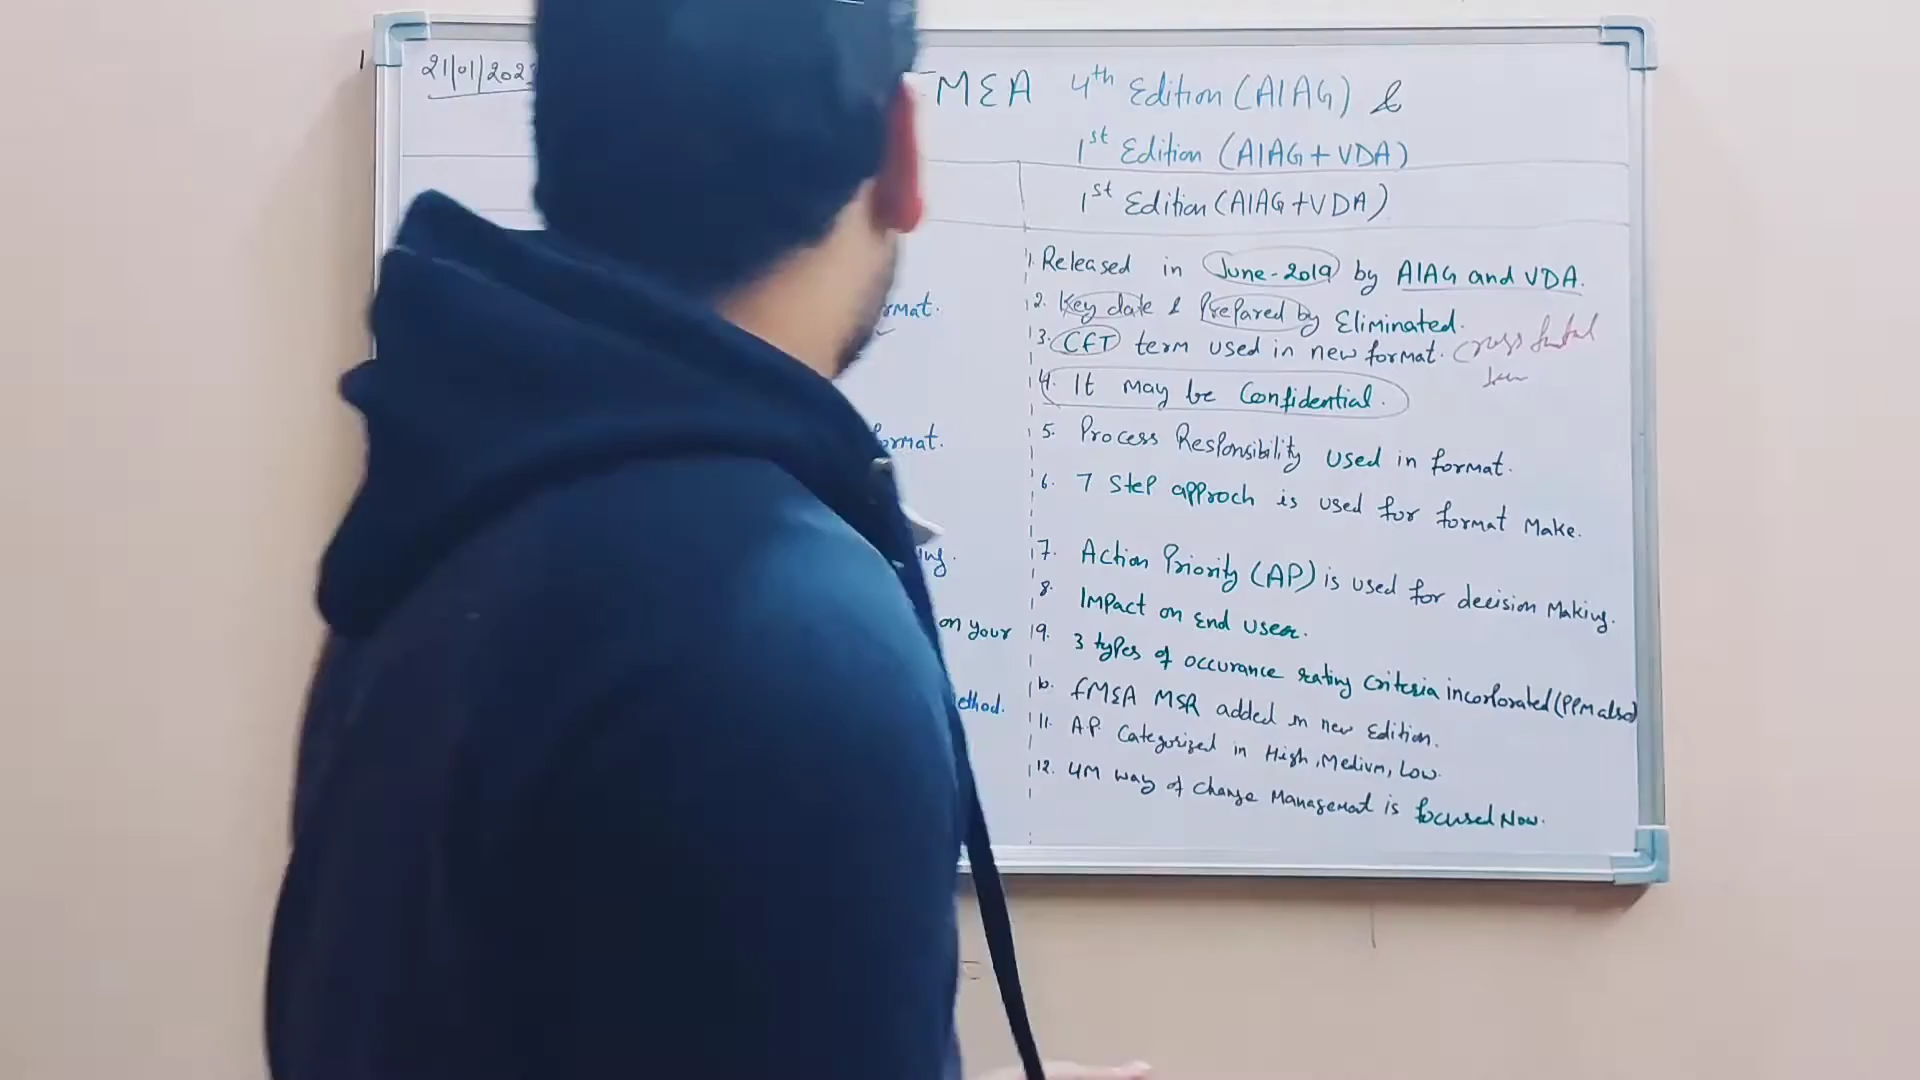 21/01/202
FMEA 4th Edition (AIAG) &
1st Edition (AIAG+VDA)
1st Edition (AIAG+VDA)
rmat.
ormat.
ing.
on your
ethod.
1. Released in June-2019 by AIAG and VDA.
2. Key date & Prepared by Eliminated.
3. CFT term used in new format. Cross
4. It may be Confidential.
5. Process Responsibility used in format.
6. 7 Step approch is used for format Make.
7. Action Priority (AP) is used for decision Making.
8. Impact on End user.
9. 3 types of occurance rating Criteria incorporated (PPM also)
10. FMEA MSR added in new Edition.
11. AP Categorized in High, Medium, Low.
12. 4M way of change Management is focused Now.